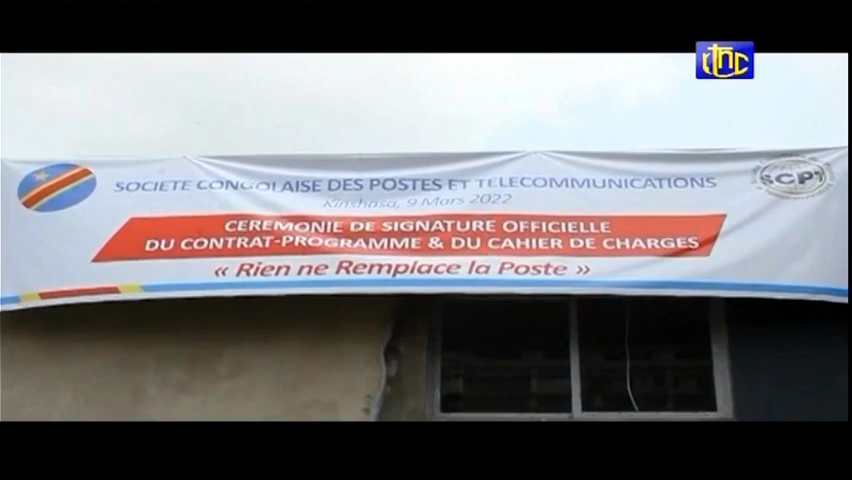 rtnc
SOCIETE CONGOLAISE DES POSTES ET TELECOMMUNICATIONS
Kinshasa, 9 Mars 2022
SCPT
CEREMONIE DE SIGNATURE OFFICIELLE
DU CONTRAT-PROGRAMME & DU CAHIER DE CHARGES
« Rien ne Remplace la Poste »